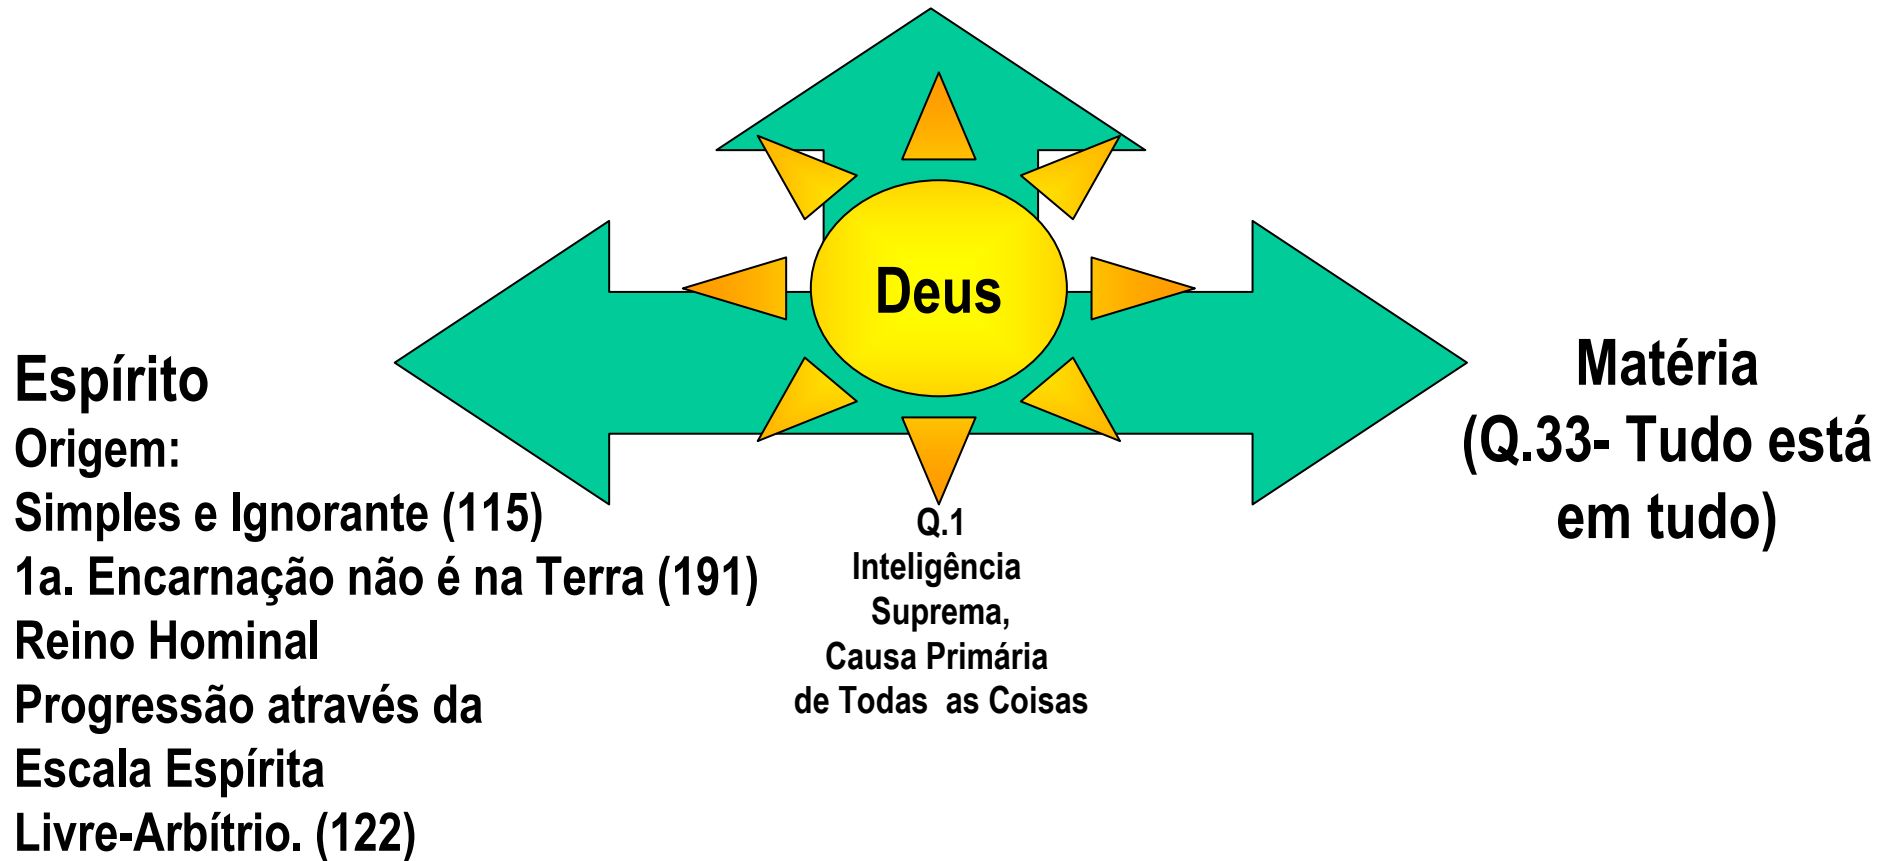 Deus
Espírito
Origem:
Simples e Ignorante (115)
1a. Encarnação não é na Terra (191)
Reino Hominal
Progressão através da
Escala Espírita
Livre-Arbítrio. (122)
Q.1
Inteligência
Suprema,
Causa Primária
de Todas as Coisas
Matéria
(Q.33- Tudo está
em tudo)